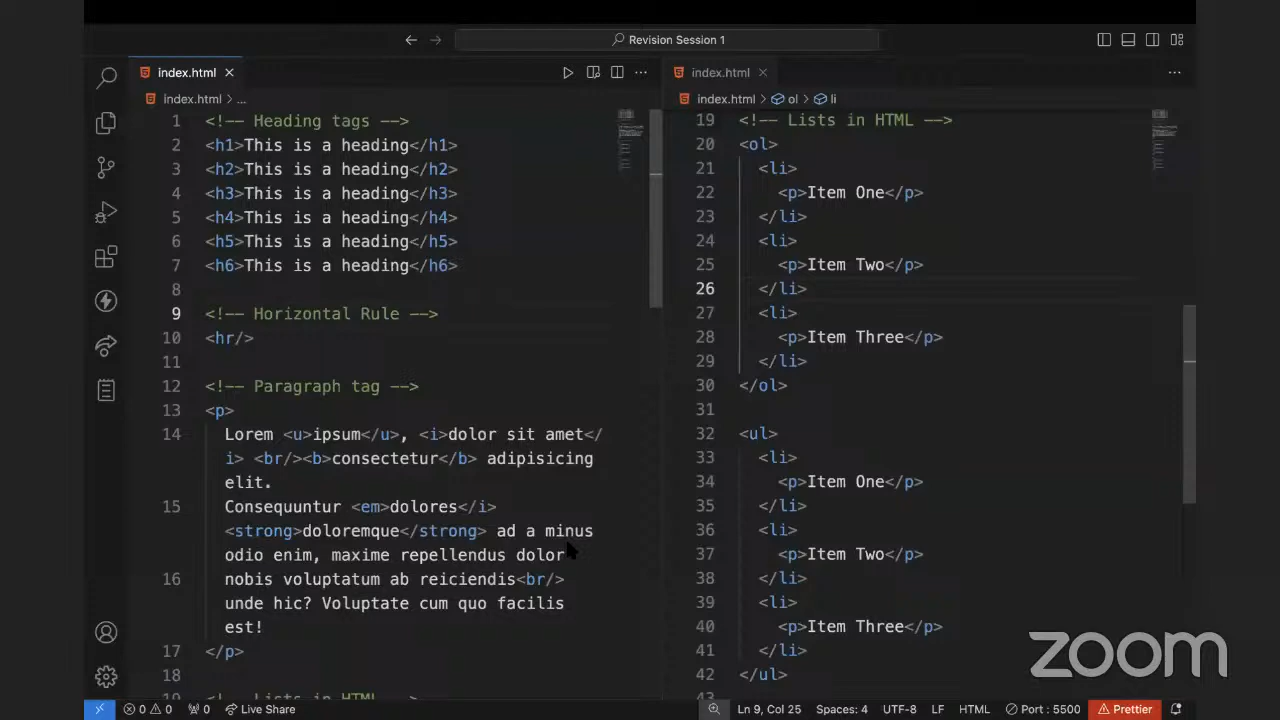 Revision Session 1
index.html
index.html > ...
1 <!-- Heading tags -->
2 <h1>This is a heading</h1>
3 <h2>This is a heading</h2>
4 <h3>This is a heading</h3>
5 <h4>This is a heading</h4>
6 <h5>This is a heading</h5>
7 <h6>This is a heading</h6>
8
9 <!-- Horizontal Rule -->
10 <hr/>
11
12 <!-- Paragraph tag -->
13 <p>
14 Lorem <u>ipsum</u>, <i>dolor sit amet</
i> <br/><b>consectetur</b> adipisicing
elit.
15 Consequuntur <em>dolores</i>
<strong>doloremque</strong> ad a minus
odio enim, maxime repellendus dolor
16 nobis voluptatum ab reiciendis<br/>
unde hic? Voluptate cum quo facilis
est!
17 </p>
18
19 <!-- Lists in HTML -->
index.html
index.html > ol > li
19 <!-- Lists in HTML -->
20 <ol>
21 <li>
22 <p>Item One</p>
23 </li>
24 <li>
25 <p>Item Two</p>
26 </li>
27 <li>
28 <p>Item Three</p>
29 </li>
30 </ol>
31
32 <ul>
33 <li>
34 <p>Item One</p>
35 </li>
36 <li>
37 <p>Item Two</p>
38 </li>
39 <li>
40 <p>Item Three</p>
41 </li>
42 </ul>
43
zoom
0 0 0 Live Share Ln 9, Col 25 Spaces: 4 UTF-8 LF HTML Port : 5500 Prettier